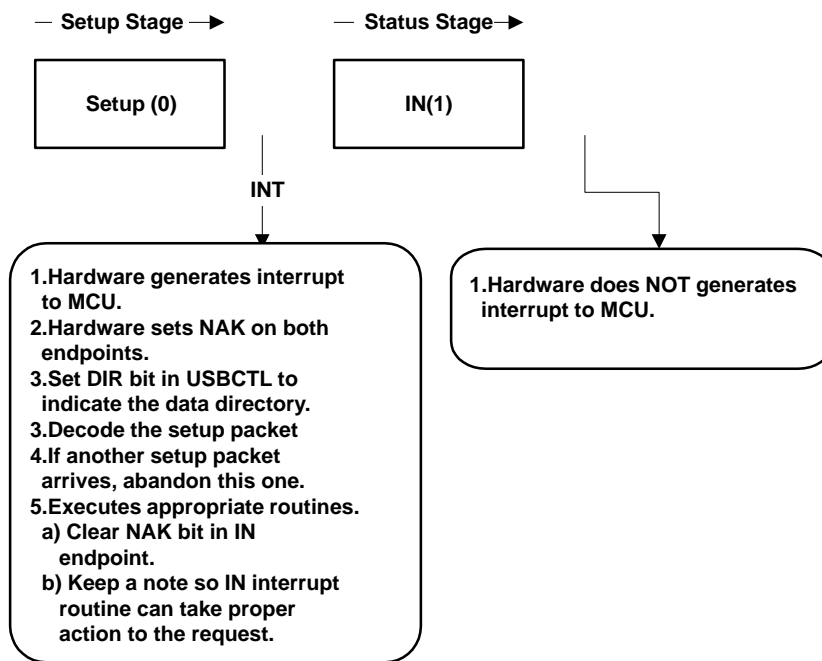 Setup Stage
Status Stage
Setup (0)
IN(1)
INT
1.Hardware generates interrupt
to MCU.
2.Hardware sets NAK on both
endpoints.
3.Set DIR bit in USBCTL to
indicate the data directory.
3.Decode the setup packet
4.If another setup packet
arrives, abandon this one.
5.Executes appropriate routines.
a) Clear NAK bit in IN
endpoint.
b) Keep a note so IN interrupt
routine can take proper
action to the request.
1.Hardware does NOT generates
interrupt to MCU.